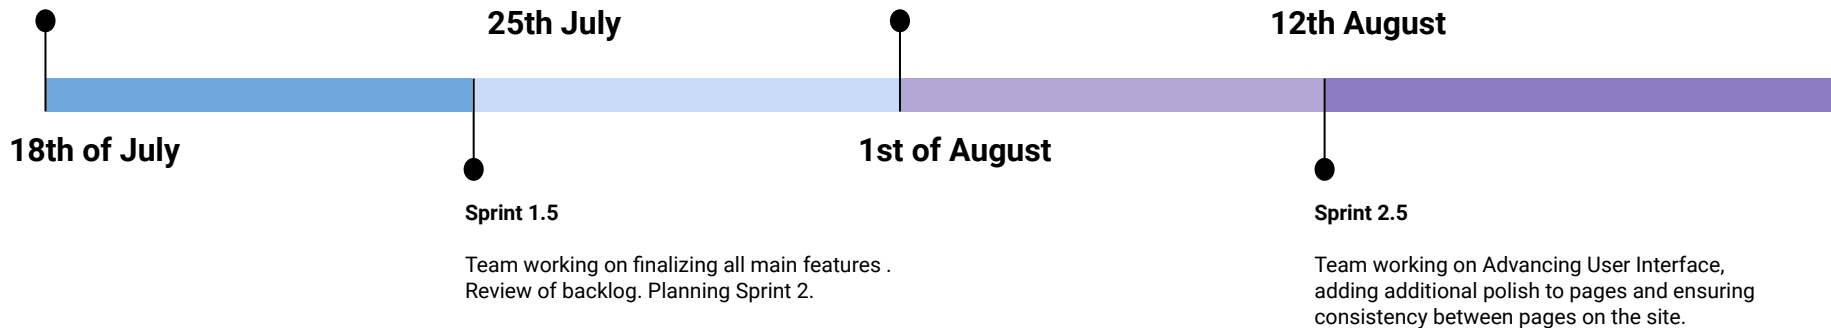 25th July
12th August
18th of July
1st of August
Sprint 1.5
Team working on finalizing all main features .
Review of backlog. Planning Sprint 2.
Sprint 2.5
Team working on Advancing User Interface,
adding additional polish to pages and ensuring
consistency between pages on the site.